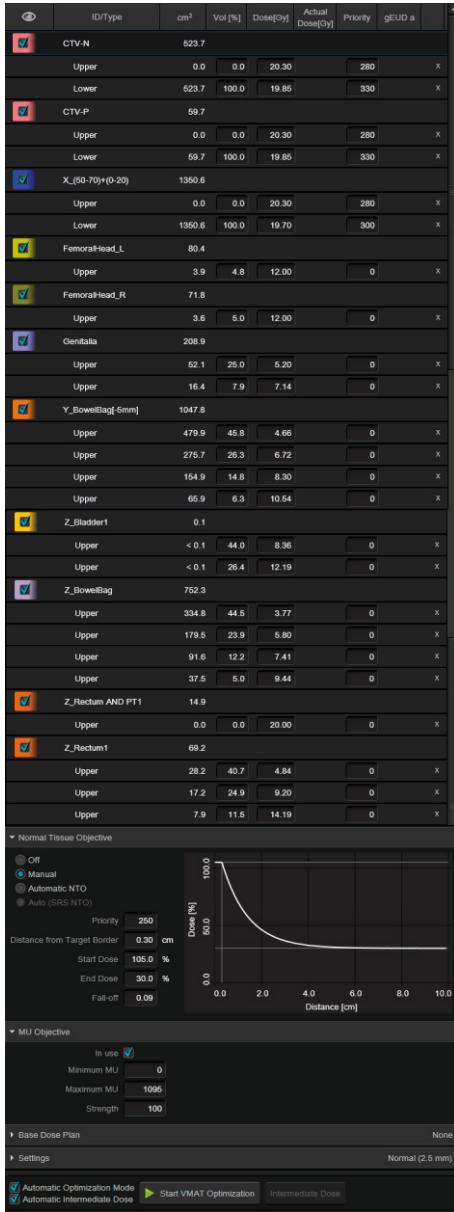 ID/Type cm³ Vol [%] Dose[Gy] Actual Dose[Gy] Priority gEUD a
CTV-N 523.7
Upper 0.0 0.0 20.30 280 X
Lower 523.7 100.0 19.85 330 X
CTV-P 59.7
Upper 0.0 0.0 20.30 280 X
Lower 59.7 100.0 19.85 330 X
X_(50-70)+(0-20) 1350.6
Upper 0.0 0.0 20.30 280 X
Lower 1350.6 100.0 19.70 300 X
FemoralHead_L 80.4
Upper 3.9 4.8 12.00 0 X
FemoralHead_R 71.8
Upper 3.6 5.0 12.00 0 X
Genitalia 208.9
Upper 52.1 25.0 5.20 0 X
Upper 16.4 7.9 7.14 0 X
Y_BowelBag[-5mm] 1047.8
Upper 479.9 45.8 4.66 0 X
Upper 275.7 26.3 6.72 0 X
Upper 154.9 14.8 8.30 0 X
Upper 65.9 6.3 10.54 0 X
Z_Bladder1 0.1
Upper < 0.1 44.0 8.36 0 X
Upper < 0.1 26.4 12.19 0 X
Z_BowelBag 752.3
Upper 334.8 44.5 3.77 0 X
Upper 179.5 23.9 5.80 0 X
Upper 91.6 12.2 7.41 0 X
Upper 37.5 5.0 9.44 0 X
Z_Rectum AND PT1 14.9
Upper 0.0 0.0 20.00 0 X
Z_Rectum1 69.2
Upper 28.2 40.7 4.84 0 X
Upper 17.2 24.9 9.20 0 X
Upper 7.9 11.5 14.19 0 X
Normal Tissue Objective
Off
Manual
Automatic NTO
Auto (SRS NTO)
Priority 250
Distance from Target Border 0.30 cm
Start Dose 105.0 %
End Dose 30.0 %
Fall-off 0.09
Dose [%]
100.0
50.0
0.0
0.0 2.0 4.0 6.0 8.0 10.0
Distance [cm]
MU Objective
In use
Minimum MU 0
Maximum MU 1095
Strength 100
Base Dose Plan None
Settings Normal (2.5 mm)
Automatic Optimization Mode
Automatic Intermediate Dose
Start VMAT Optimization
Intermediate Dose